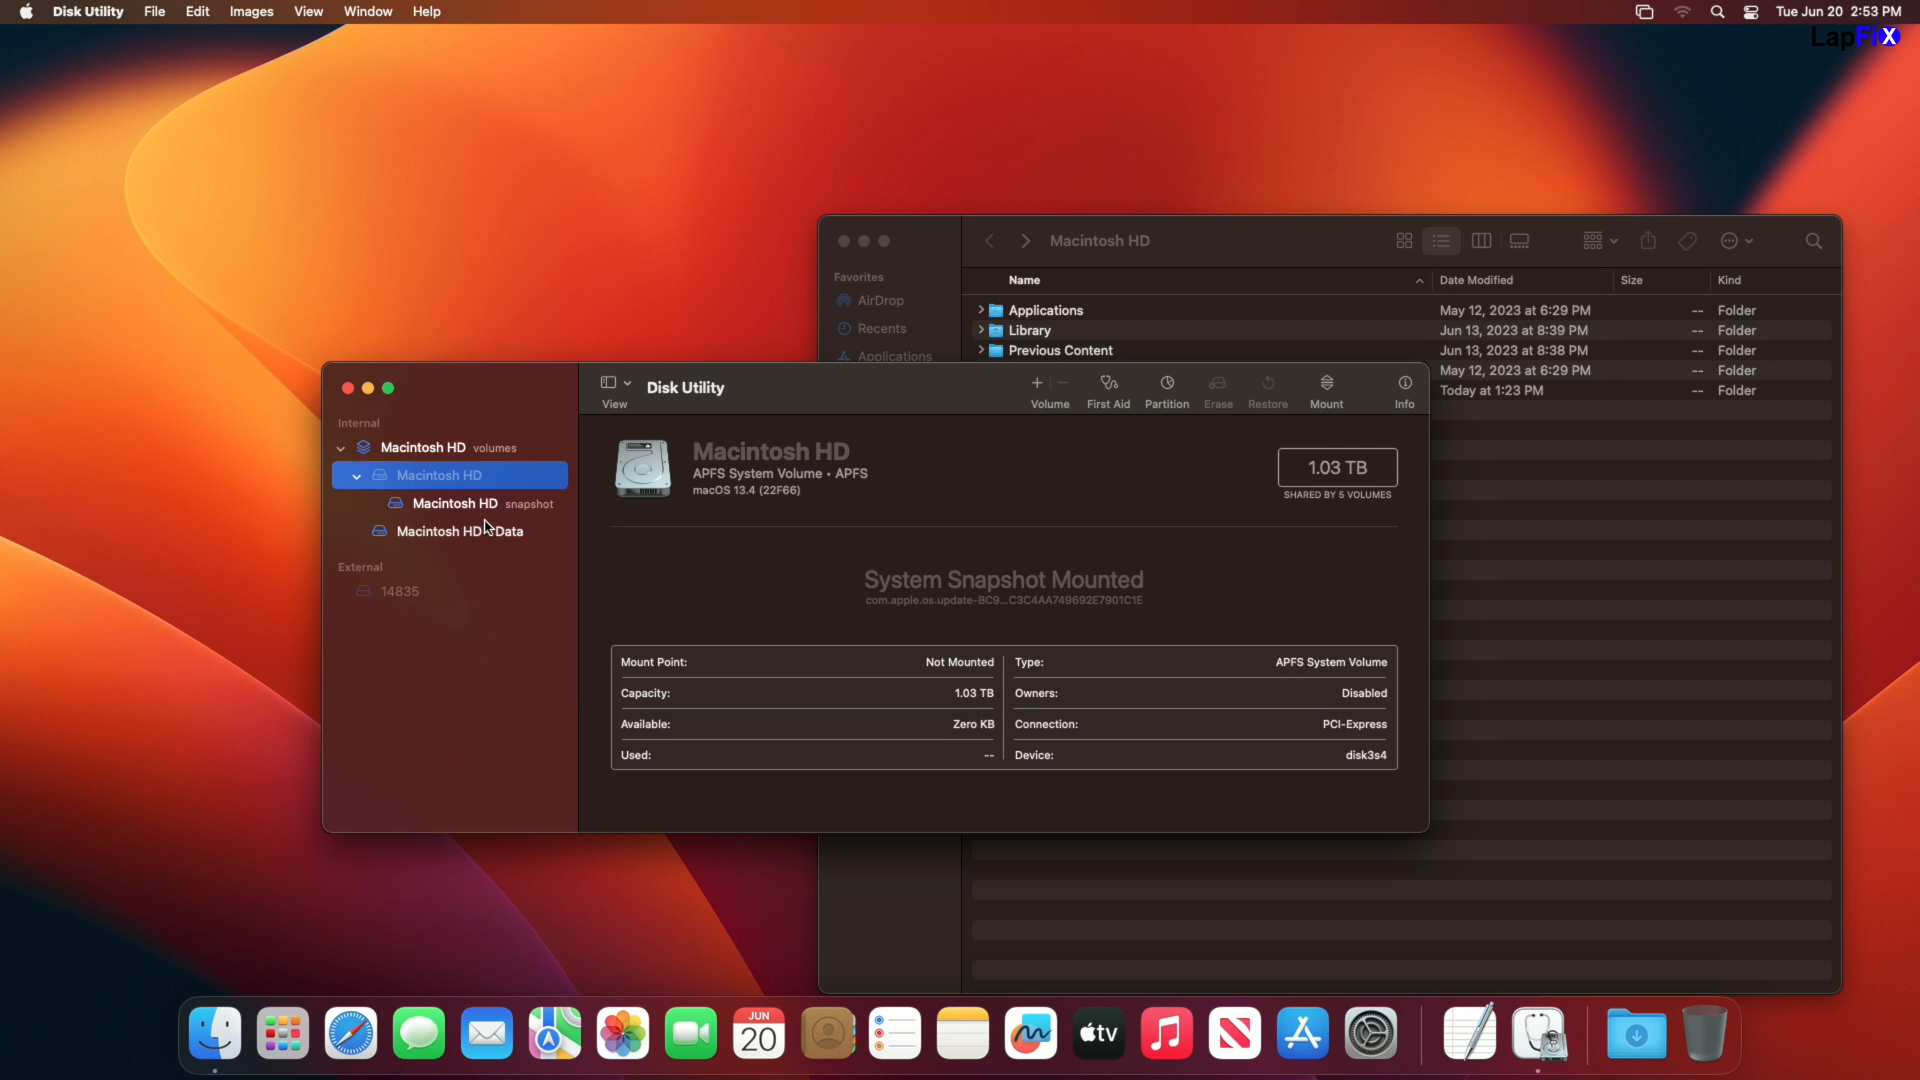 Disk Utility File Edit Images View Window Help
Tue Jun 20 2:53 PM
LapFiX
Macintosh HD
Favorites
AirDrop
Recents
Applications
Name Date Modified Size Kind
Applications May 12, 2023 at 6:29 PM -- Folder
Library Jun 13, 2023 at 8:39 PM -- Folder
Previous Content Jun 13, 2023 at 8:38 PM -- Folder
May 12, 2023 at 6:29 PM -- Folder
Today at 1:23 PM -- Folder
Disk Utility
View
Volume First Aid Partition Erase Restore Mount Info
Internal
Macintosh HD volumes
Macintosh HD
Macintosh HD snapshot
Macintosh HD - Data
External
14835
Macintosh HD
APFS System Volume • APFS
macOS 13.4 (22F66)
1.03 TB
SHARED BY 5 VOLUMES
System Snapshot Mounted
com.apple.os.update-BC9...C3C4AA749692E7901C1E
Mount Point: Not Mounted
Capacity: 1.03 TB
Available: Zero KB
Used: --
Type: APFS System Volume
Owners: Disabled
Connection: PCI-Express
Device: disk3s4
JUN
20
tv